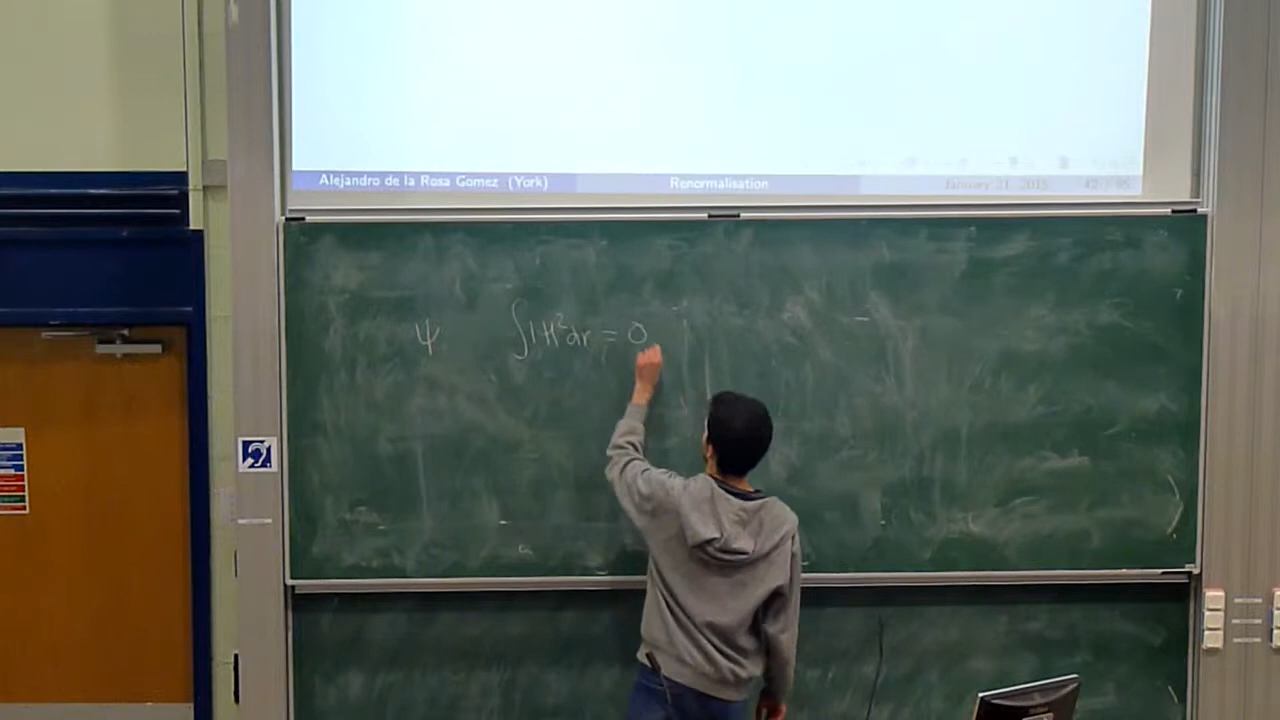 Alejandro de la Rosa Gomez (York) Renormalisation January 21, 2015
ψ ∫|ψ|²dr = 0